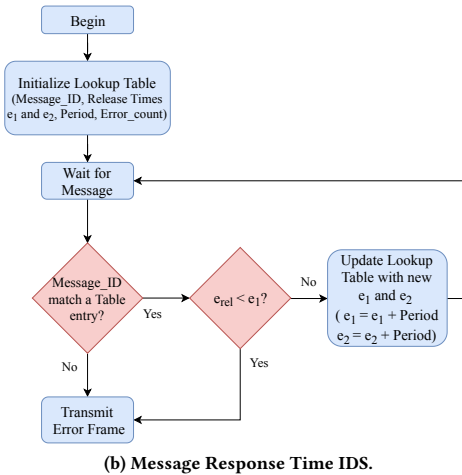 Begin
Initialize Lookup Table
(Message_ID, Release Times
e₁ and e₂, Period, Error_count)
Wait for
Message
Message_ID
match a Table
entry?
Yes
No
e_rel < e₁?
No
Yes
Update Lookup
Table with new
e₁ and e₂
( e₁ = e₁ + Period
e₂ = e₂ + Period)
Transmit
Error Frame
(b) Message Response Time IDS.